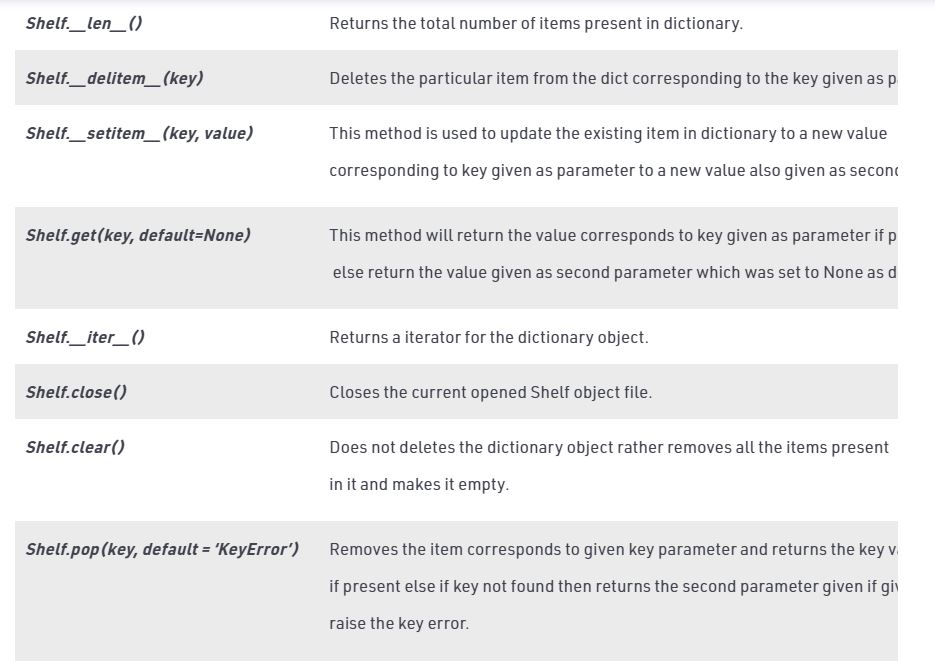 Shelf.__len__() Returns the total number of items present in dictionary.
Shelf.__delitem__(key) Deletes the particular item from the dict corresponding to the key given as
Shelf.__setitem__(key, value) This method is used to update the existing item in dictionary to a new value
corresponding to key given as parameter to a new value also given as
Shelf.get(key, default=None) This method will return the value corresponds to key given as parameter if
else return the value given as second parameter which was set to None as
Shelf.__iter__() Returns a iterator for the dictionary object.
Shelf.close() Closes the current opened Shelf object file.
Shelf.clear() Does not deletes the dictionary object rather removes all the items present
in it and makes it empty.
Shelf.pop(key, default = 'KeyError') Removes the item corresponds to given key parameter and returns the key
if present else if key not found then returns the second parameter given if
raise the key error.